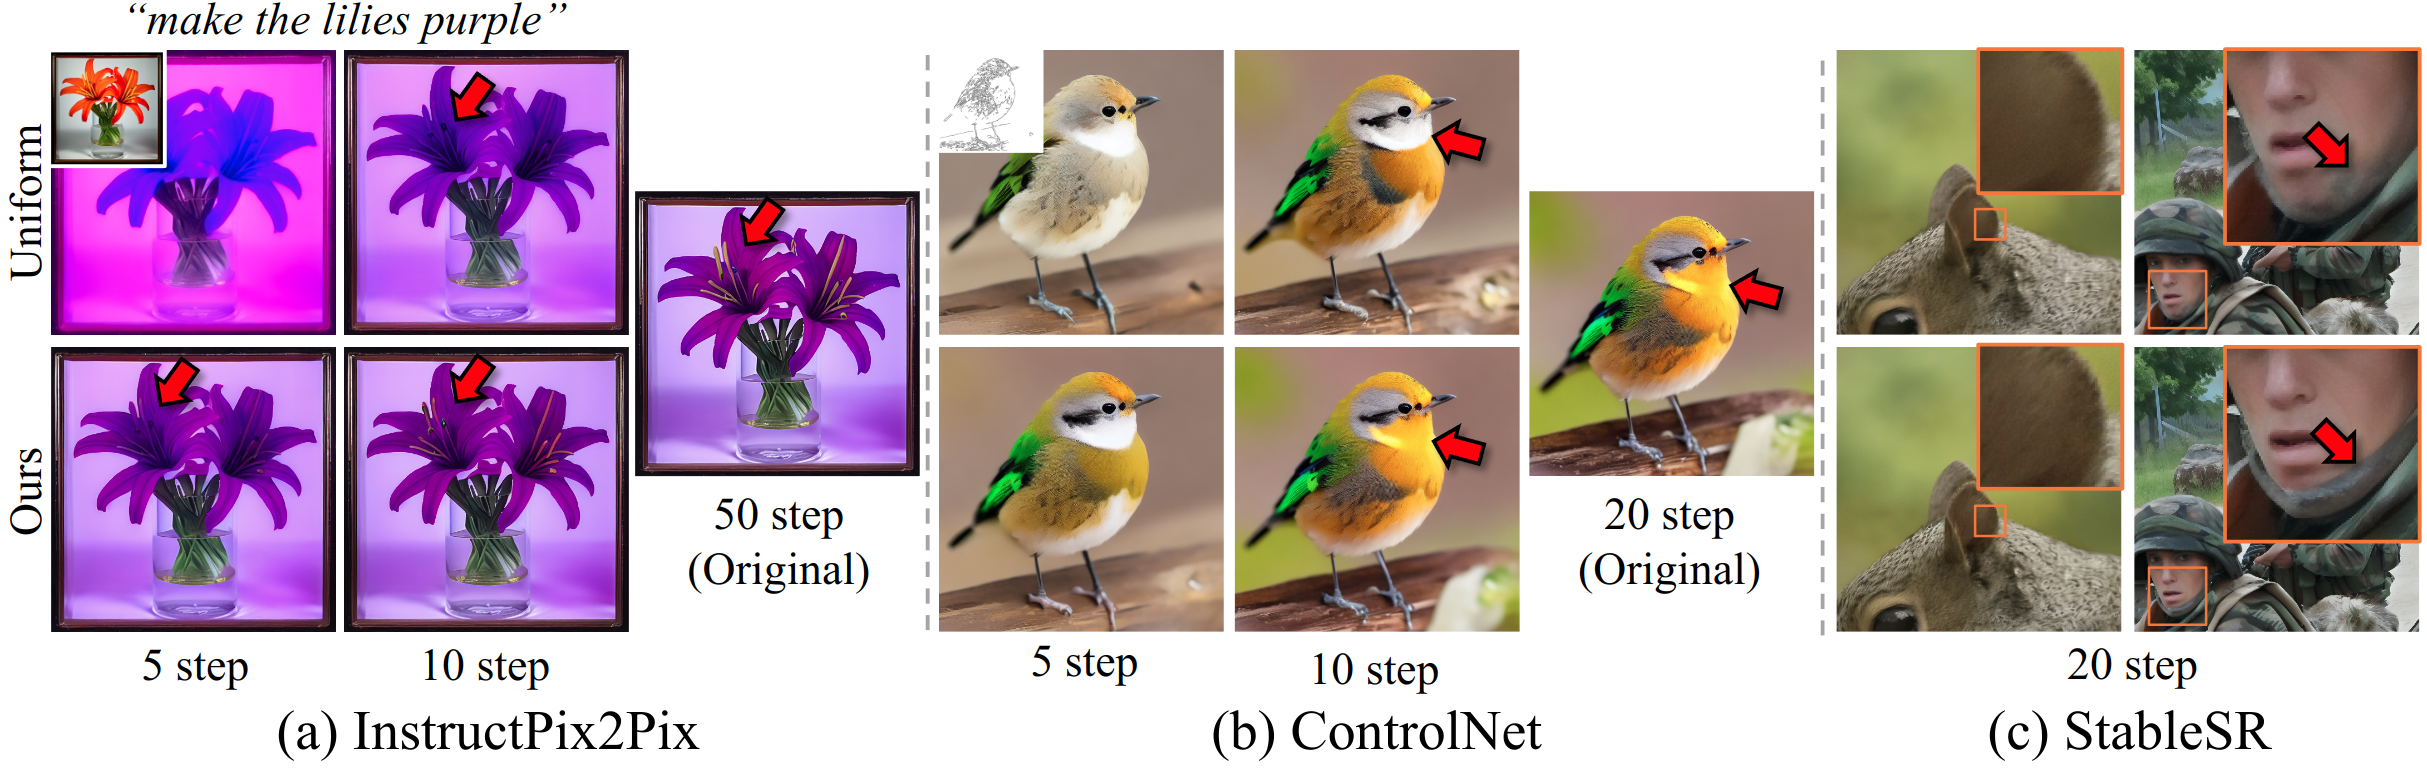 “make the lilies purple”
Uniform
Ours
5 step
10 step
50 step
(Original)
(a) InstructPix2Pix
5 step
10 step
20 step
(Original)
(b) ControlNet
20 step
(c) StableSR